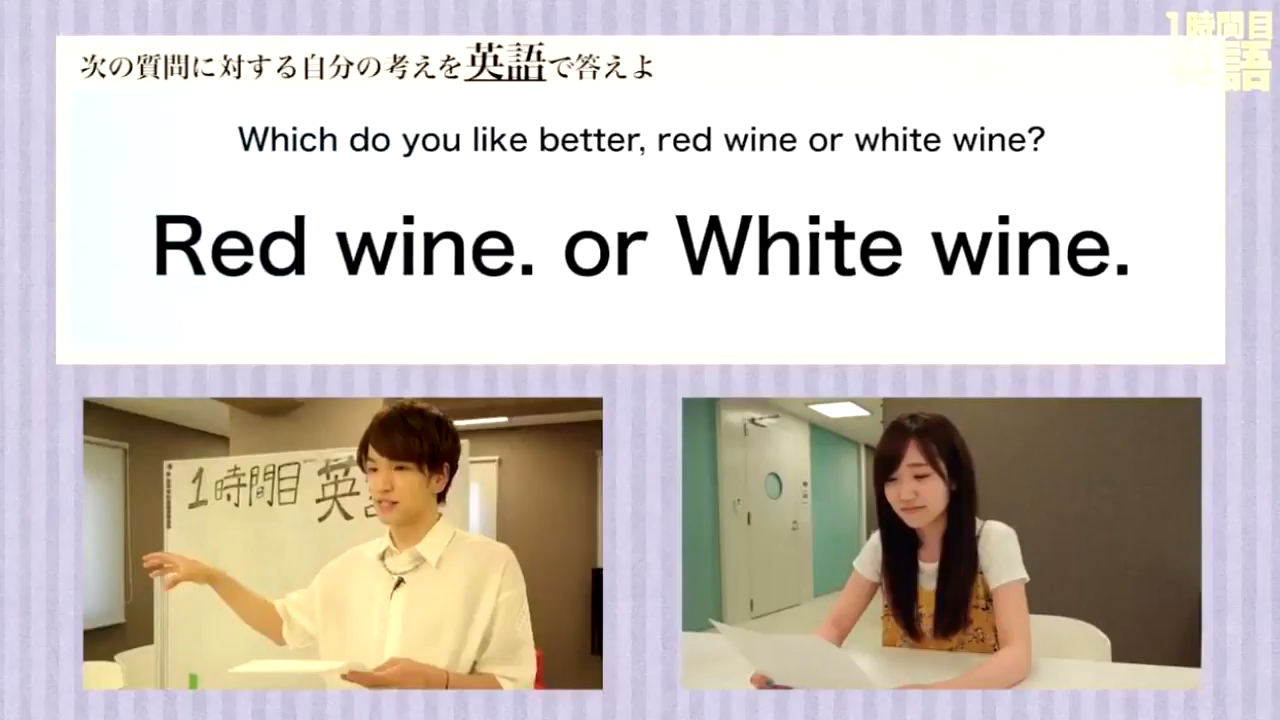 1時間目
語
次の質問に対する自分の考えを英語で答えよ
Which do you like better, red wine or white wine?
Red wine. or White wine.
1時間目 英